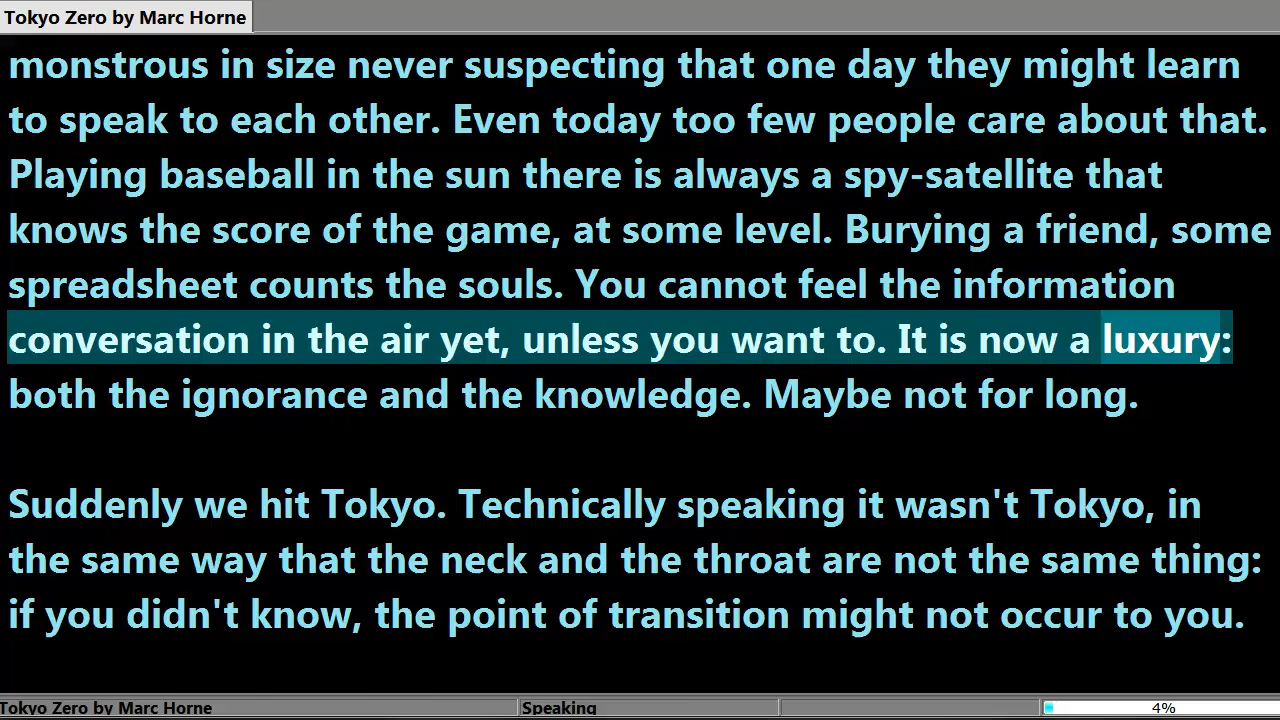 Tokyo Zero by Marc Horne
monstrous in size never suspecting that one day they might learn
to speak to each other. Even today too few people care about that.
Playing baseball in the sun there is always a spy-satellite that
knows the score of the game, at some level. Burying a friend, some
spreadsheet counts the souls. You cannot feel the information
conversation in the air yet, unless you want to. It is now a luxury:
both the ignorance and the knowledge. Maybe not for long.
Suddenly we hit Tokyo. Technically speaking it wasn't Tokyo, in
the same way that the neck and the throat are not the same thing:
if you didn't know, the point of transition might not occur to you.
Tokyo Zero by Marc Horne Speaking 4%